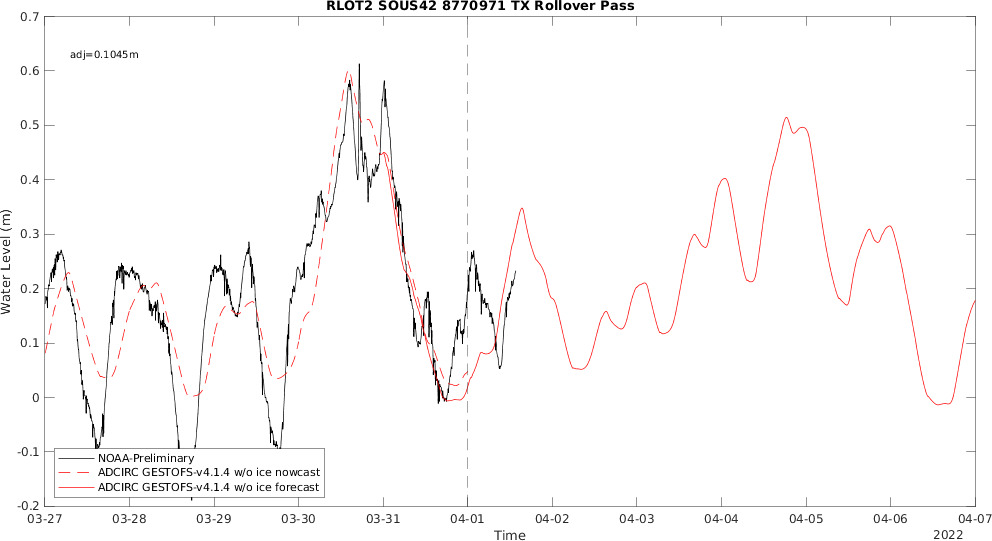 RLOT2 SOUS42 8770971 TX Rollover Pass
adj=0.1045m
0.7
0.6
0.5
0.4
0.3
0.2
0.1
0
-0.1
-0.2
Water Level (m)
NOAA-Preliminary
ADCIRC GESTOFS-v4.1.4 w/o ice nowcast
ADCIRC GESTOFS-v4.1.4 w/o ice forecast
03-27 03-28 03-29 03-30 03-31 04-01 04-02 04-03 04-04 04-05 04-06 04-07
Time
2022